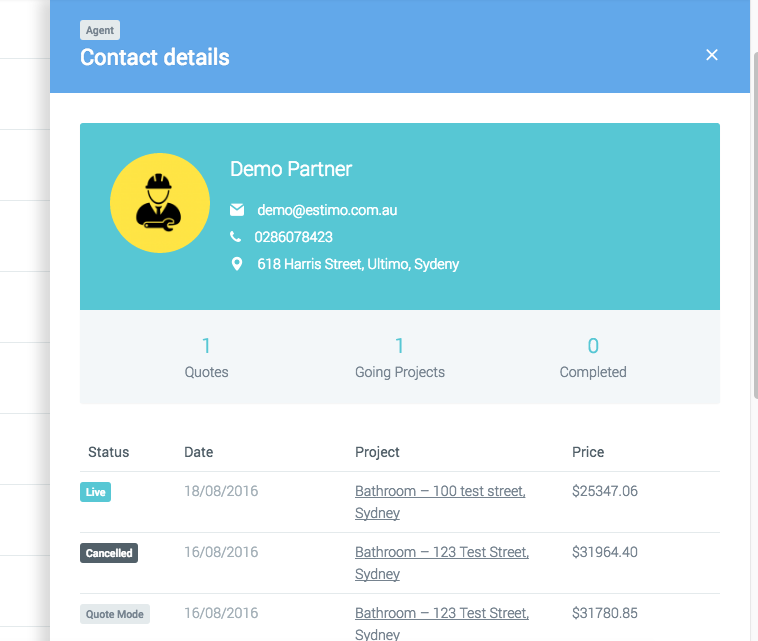 Agent
Contact details
Demo Partner
demo@estimo.com.au
0286078423
618 Harris Street, Ultimo, Sydeny
1 1 0
Quotes Going Projects Completed
Status Date Project Price
Live 18/08/2016 Bathroom – 100 test street, $25347.06
Sydney
Cancelled 16/08/2016 Bathroom – 123 Test Street, $31964.40
Sydney
Quote Mode 16/08/2016 Bathroom – 123 Test Street, $31780.85
Sydney